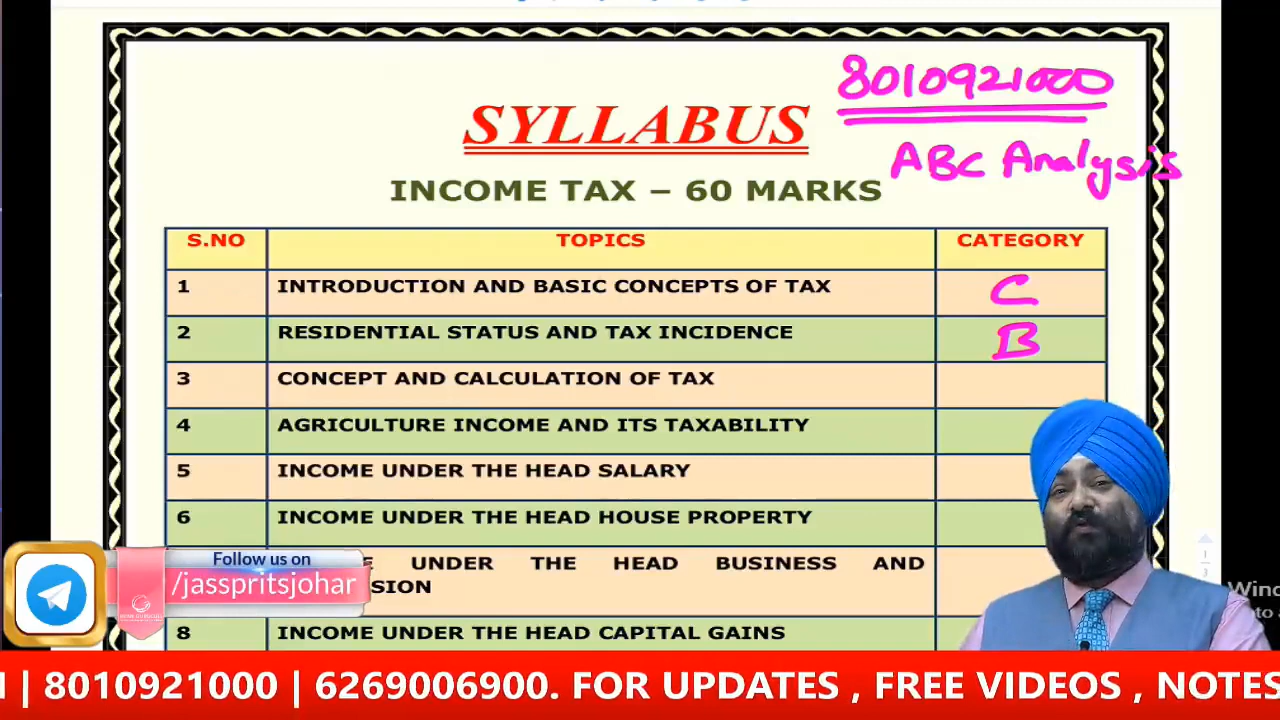 8010921000
SYLLABUS
ABC Analysis
INCOME TAX – 60 MARKS
S.NO TOPICS CATEGORY
1 INTRODUCTION AND BASIC CONCEPTS OF TAX C
2 RESIDENTIAL STATUS AND TAX INCIDENCE B
3 CONCEPT AND CALCULATION OF TAX
4 AGRICULTURE INCOME AND ITS TAXABILITY
5 INCOME UNDER THE HEAD SALARY
6 INCOME UNDER THE HEAD HOUSE PROPERTY
UNDER THE HEAD BUSINESS AND
SION
8 INCOME UNDER THE HEAD CAPITAL GAINS
Follow us on
/jasspritsjohar
| 8010921000 | 6269006900. FOR UPDATES , FREE VIDEOS , NOTES